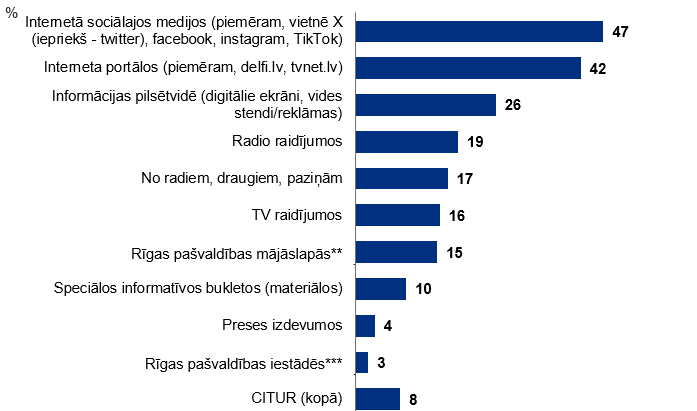 %
Internetā sociālajos medijos (piemēram, vietnē X
(iepriekš - twitter), facebook, instagram, TikTok)
47
Interneta portālos (piemēram, delfi.lv, tvnet.lv)
42
Informācijas pilsētvidē (digitālie ekrāni, vides
stendi/reklāmas)
26
Radio raidījumos
19
No radiem, draugiem, paziņām
17
TV raidījumos
16
Rīgas pašvaldības mājāslapās**
15
Speciālos informatīvos bukletos (materiālos)
10
Preses izdevumos
4
Rīgas pašvaldības iestādēs***
3
CITUR (kopā)
8